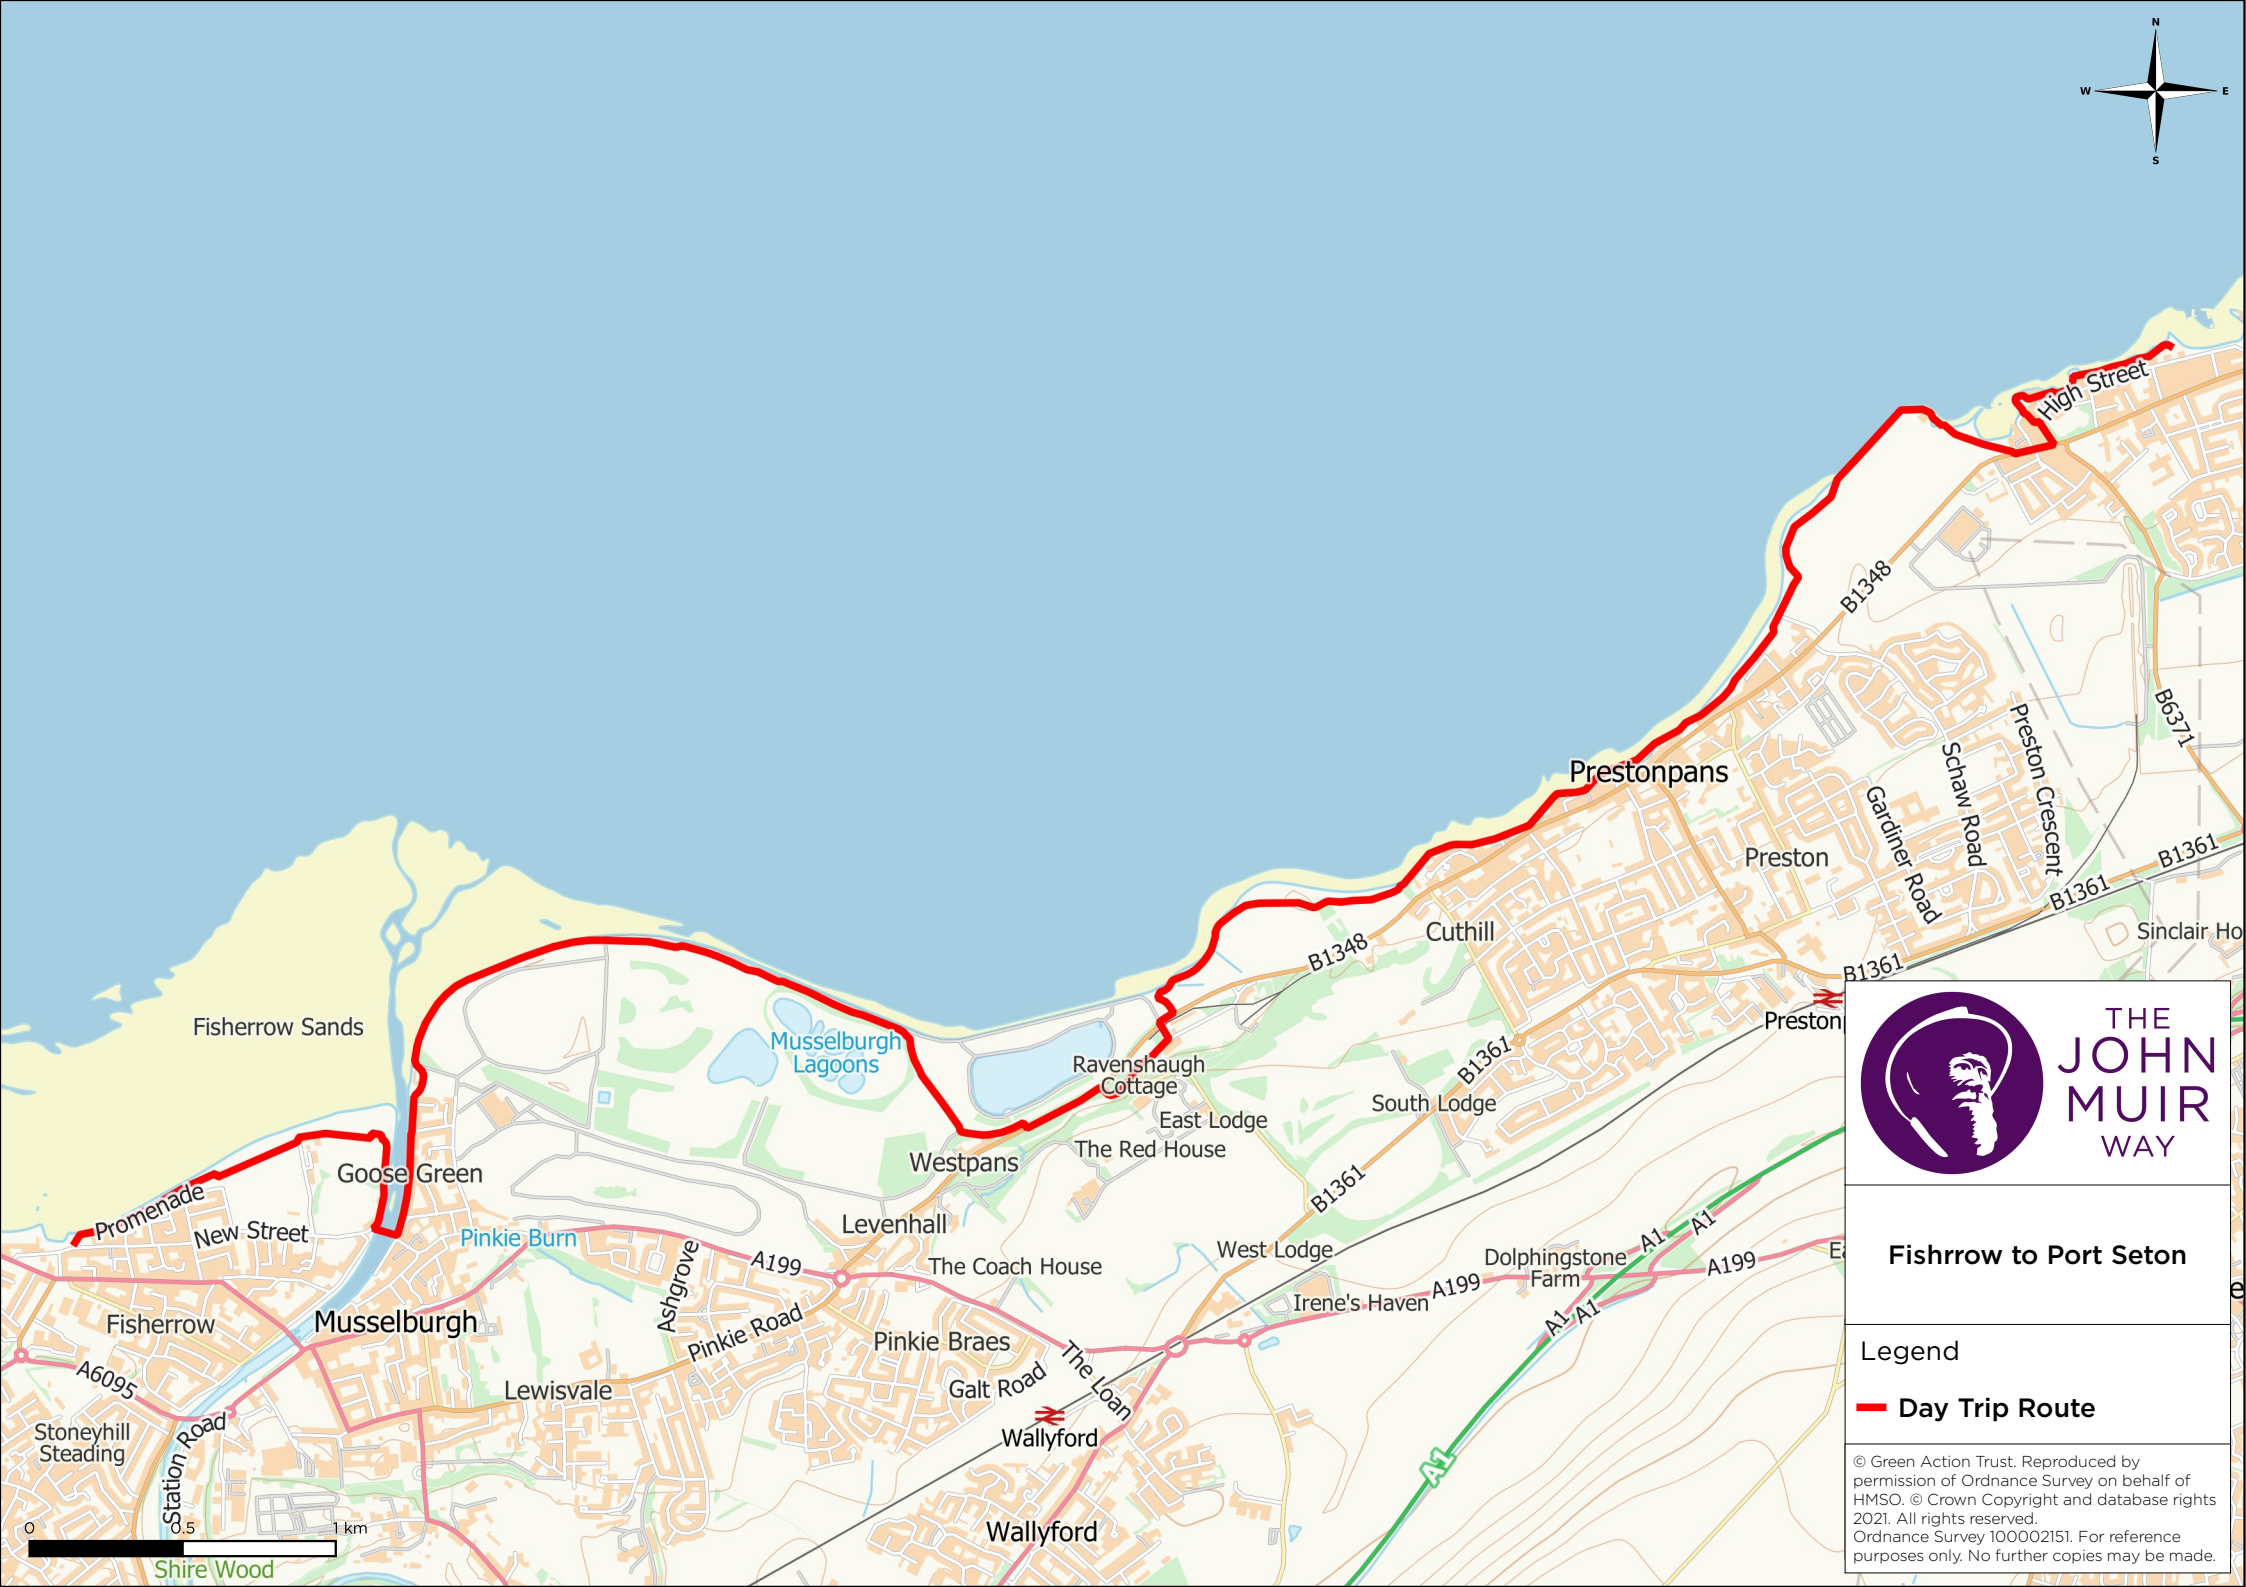 N
W
E
S
High Street
B1348
B6371
Preston Crescent
Schaw Road
Gardiner Road
Prestonpans
Preston
B1361
B1361
Cuthill
Sinclair Ho
B1348
B1361
Prestonp
Fisherrow Sands
Musselburgh
Lagoons
Ravenshaugh
Cottage
B1361
South Lodge
East Lodge
The Red House
Westpans
Goose Green
Promenade
New Street
Pinkie Burn
Levenhall
B1361
A199
Ashgrove
The Coach House
West Lodge
Dolphingstone
Farm
A1
A1
A199
Ea
A199
Irene's Haven
A1
A1
Fisherrow
Musselburgh
Pinkie Road
Pinkie Braes
The Loan
Galt Road
A6095
Lewisvale
Stoneyhill
Steading
Station Road
Wallyford
A1
Wallyford
0
0.5
1 km
Shire Wood
THE
JOHN
MUIR
WAY
Fishrrow to Port Seton
e
Legend
Day Trip Route
© Green Action Trust. Reproduced by
permission of Ordnance Survey on behalf of
HMSO. © Crown Copyright and database rights
2021. All rights reserved.
Ordnance Survey 100002151. For reference
purposes only. No further copies may be made.